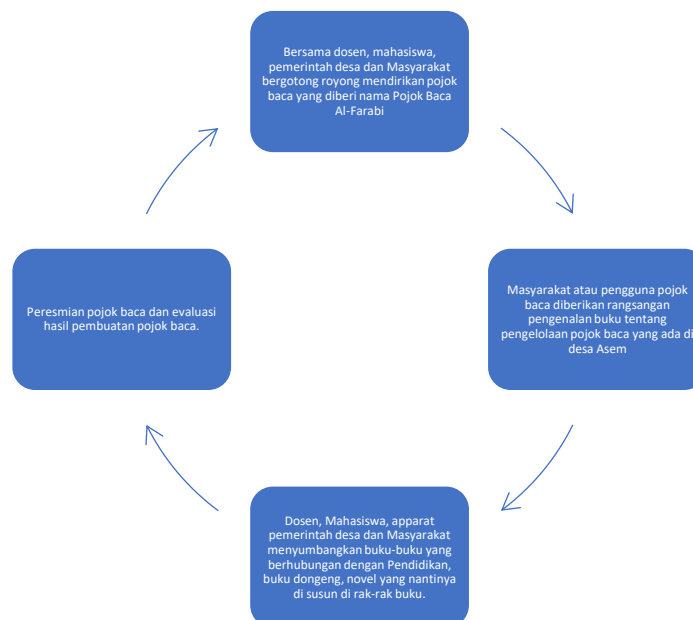 Bersama dosen, mahasiswa,
pemerintah desa dan Masyarakat
bergotong royong mendirikan pojok
baca yang diberi nama Pojok Baca
Al-Farabi
Masyarakat atau pengguna pojok
baca diberikan rangsangan
pengenalan buku tentang
pengelolaan pojok baca yang ada di
desa Asem
Dosen, Mahasiswa, apparat
pemerintah desa dan Masyarakat
menyumbangkan buku-buku yang
berhubungan dengan Pendidikan,
buku dongeng, novel yang nantinya
di susun di rak-rak buku.
Peresmian pojok baca dan evaluasi
hasil pembuatan pojok baca.